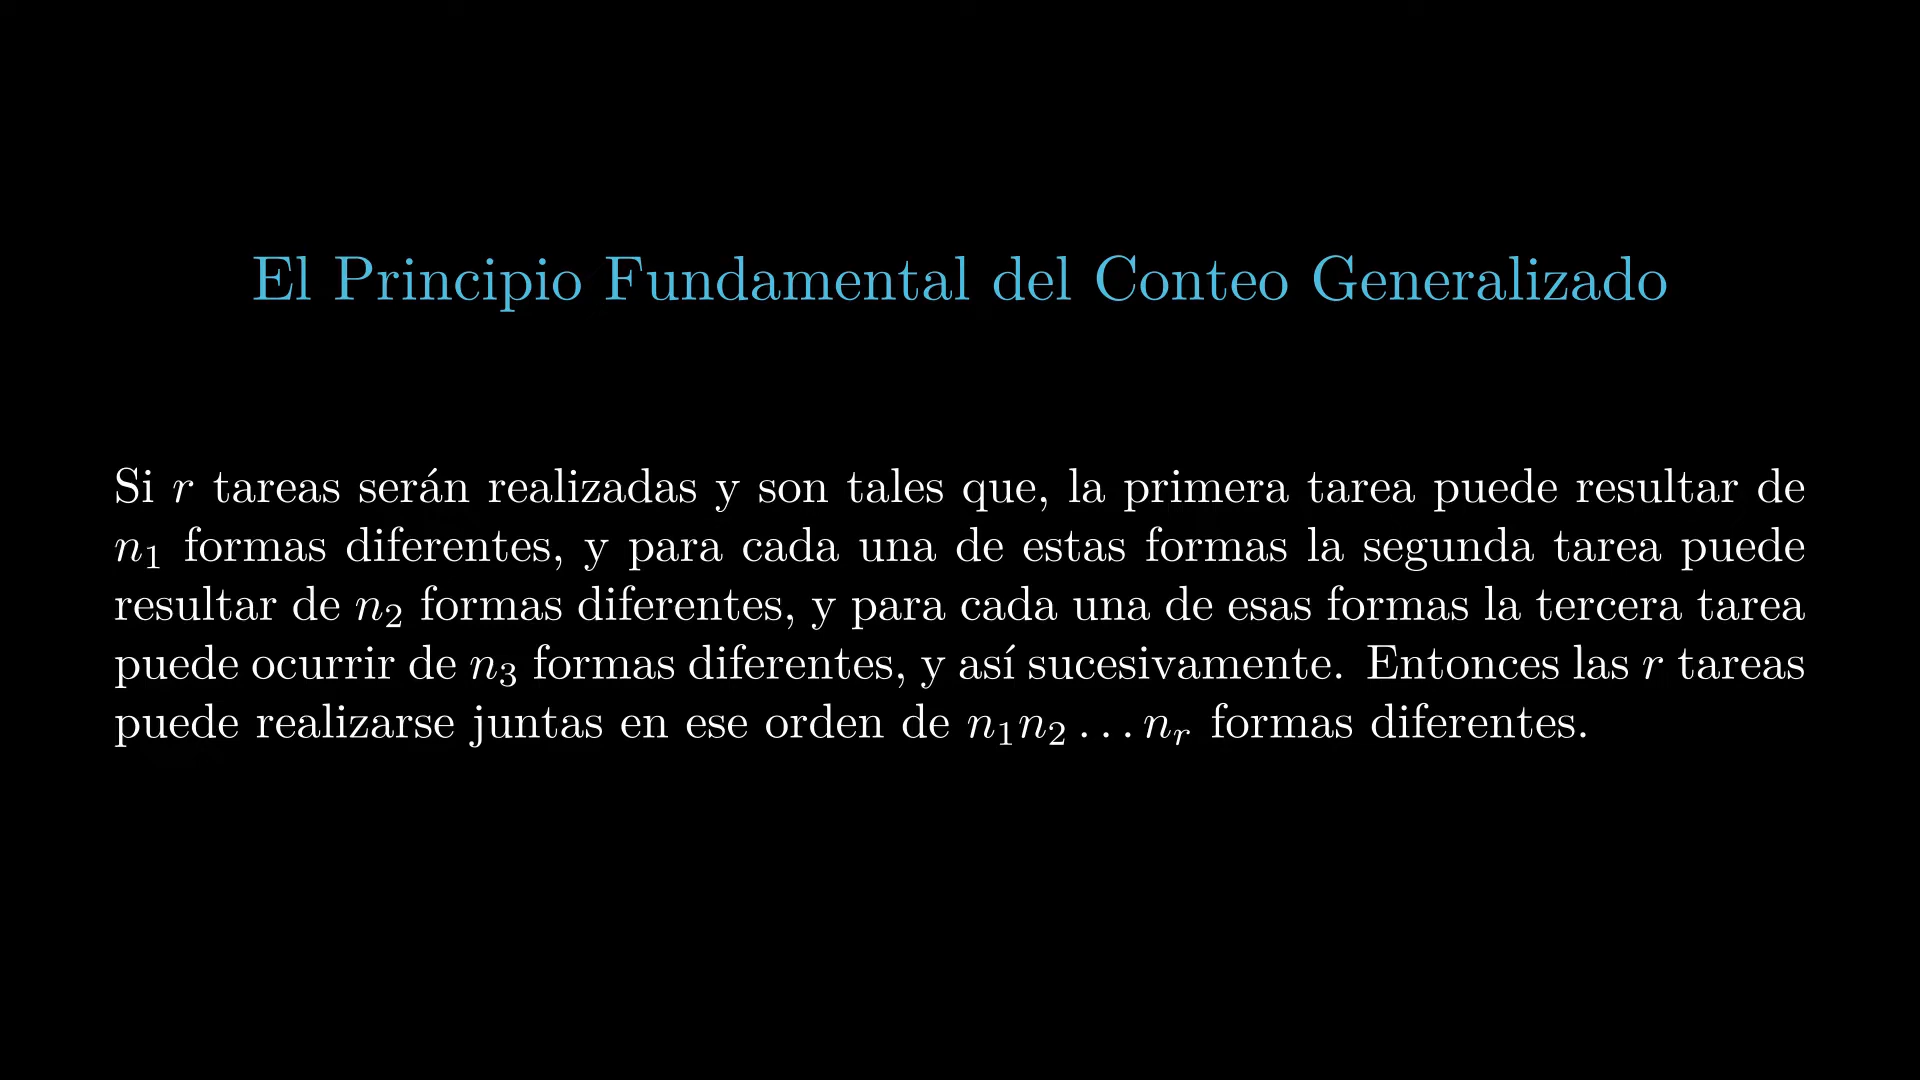 El Principio Fundamental del Conteo Generalizado
Si r tareas serán realizadas y son tales que, la primera tarea puede resultar de
n₁ formas diferentes, y para cada una de estas formas la segunda tarea puede
resultar de n₂ formas diferentes, y para cada una de esas formas la tercera tarea
puede ocurrir de n₃ formas diferentes, y así sucesivamente. Entonces las r tareas
puede realizarse juntas en ese orden de n₁n₂...nᵣ formas diferentes.